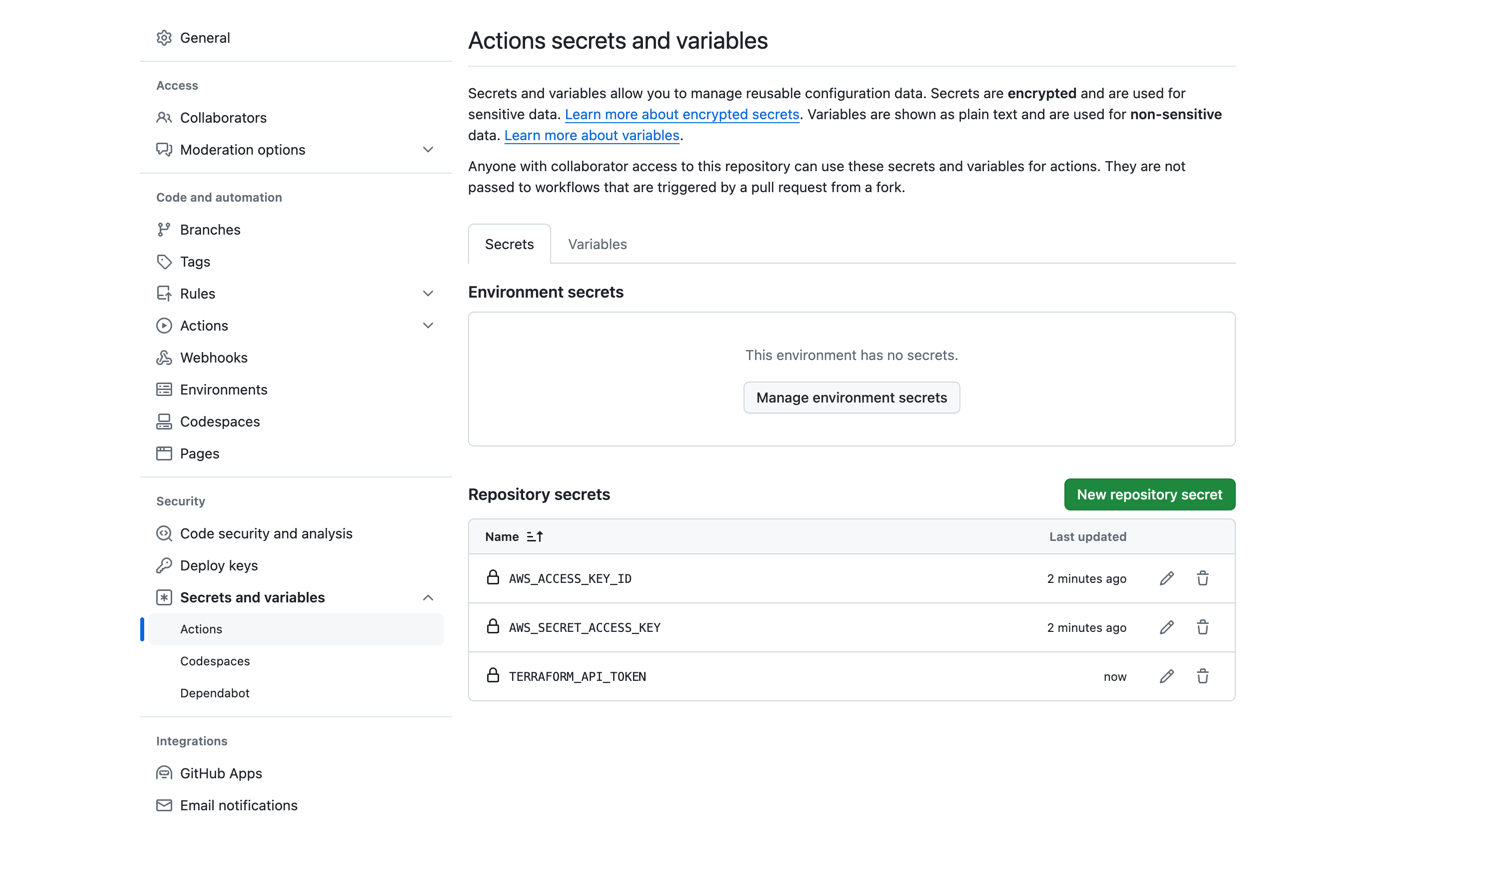 General
Access
Collaborators
Moderation options
Code and automation
Branches
Tags
Rules
Actions
Webhooks
Environments
Codespaces
Pages
Security
Code security and analysis
Deploy keys
Secrets and variables
Actions
Codespaces
Dependabot
Integrations
GitHub Apps
Email notifications
Actions secrets and variables
Secrets and variables allow you to manage reusable configuration data. Secrets are encrypted and are used for
sensitive data. Learn more about encrypted secrets. Variables are shown as plain text and are used for non-sensitive
data. Learn more about variables.
Anyone with collaborator access to this repository can use these secrets and variables for actions. They are not
passed to workflows that are triggered by a pull request from a fork.
Secrets Variables
Environment secrets
This environment has no secrets.
Manage environment secrets
Repository secrets New repository secret
Name Last updated
AWS_ACCESS_KEY_ID 2 minutes ago
AWS_SECRET_ACCESS_KEY 2 minutes ago
TERRAFORM_API_TOKEN now